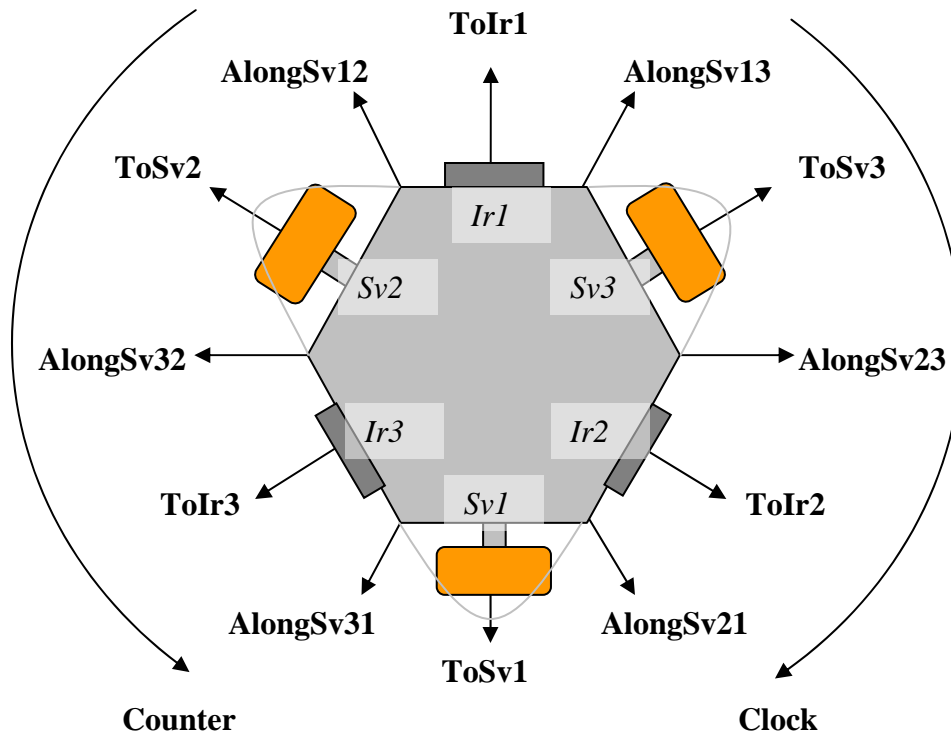 ToIr1
AlongSv12
AlongSv13
ToSv2
ToSv3
Ir1
Sv2
Sv3
AlongSv32
AlongSv23
Ir3
Ir2
ToIr3
Sv1
ToIr2
AlongSv31
AlongSv21
ToSv1
Counter
Clock